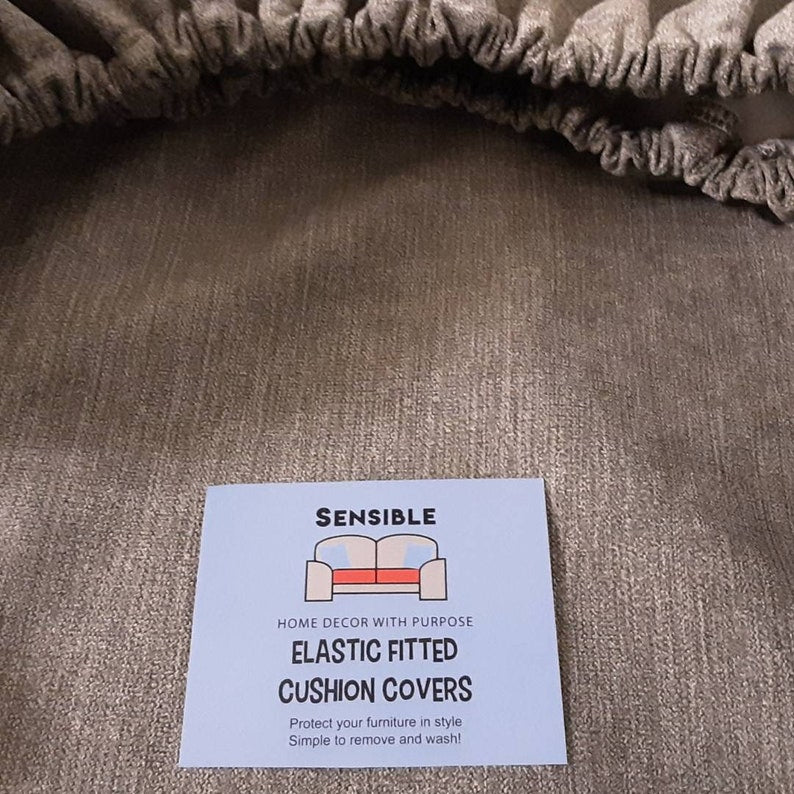 SENSIBLE
HOME DECOR WITH PURPOSE
ELASTIC FITTED
CUSHION COVERS
Protect your furniture in style
Simple to remove and wash!